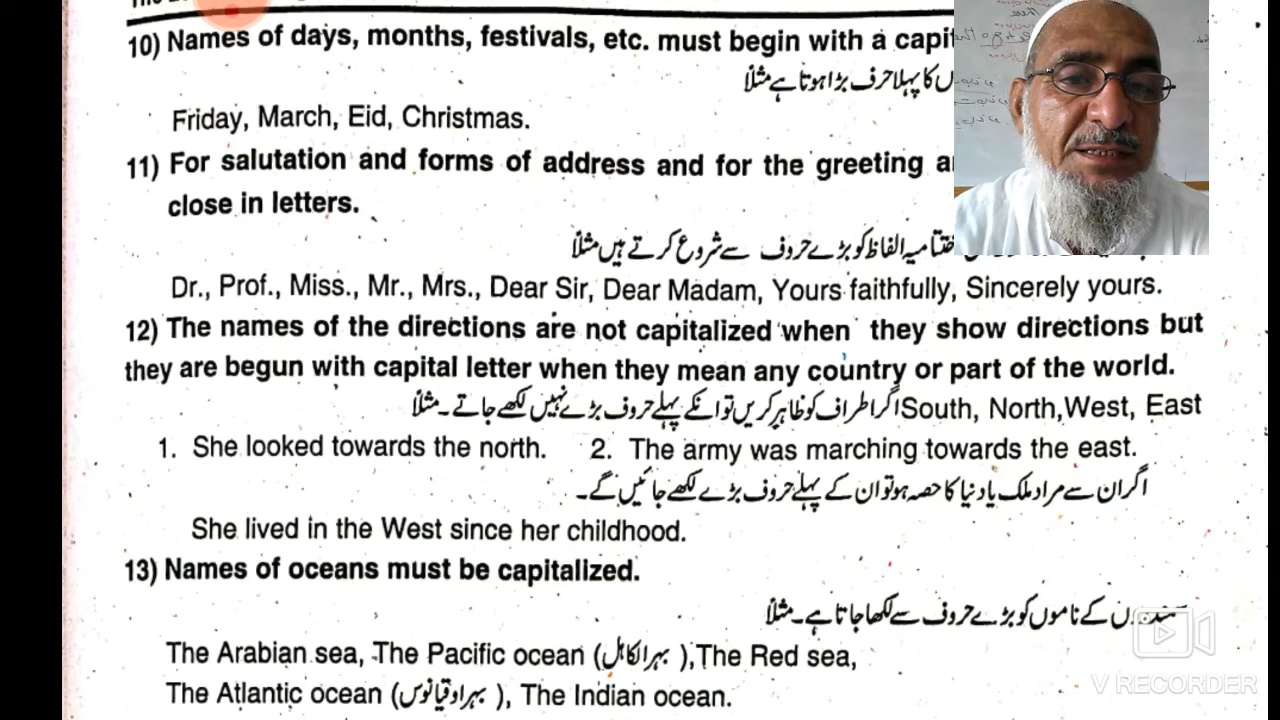 10) Names of days, months, festivals, etc. must begin with a
کا پہلا حرف بڑا ہوتا ہے مثلاً
Friday, March, Eid, Christmas.
11) For salutation and forms of address and for the greeting
close in letters.
الفاظ کو بڑے حروف سے شروع کرتے ہیں مثلاً
Dr., Prof., Miss., Mr., Mrs., Dear Sir, Dear Madam, Yours faithfully, Sincerely yours.
12) The names of the directions are not capitalized when they show directions but
they are begun with capital letter when they mean any country or part of the world.
South, North, West, East اگر اطراف کو ظاہر کریں تو انکے پہلے حروف بڑے نہیں لکھے جاتے۔ مثلاً
1. She looked towards the north. 2. The army was marching towards the east.
اگر ان سے مراد ملک یا دنیا کا حصہ ہو تو ان کے پہلے حروف بڑے لکھے جائیں گے۔
She lived in the West since her childhood.
13) Names of oceans must be capitalized.
کے ناموں کو بڑے حروف سے لکھا جاتا ہے۔ مثلاً
The Arabian sea, The Pacific ocean (بہرالکاہل), The Red sea,
The Atlantic ocean (بہراوقیانوس), The Indian ocean.
V RECORDER